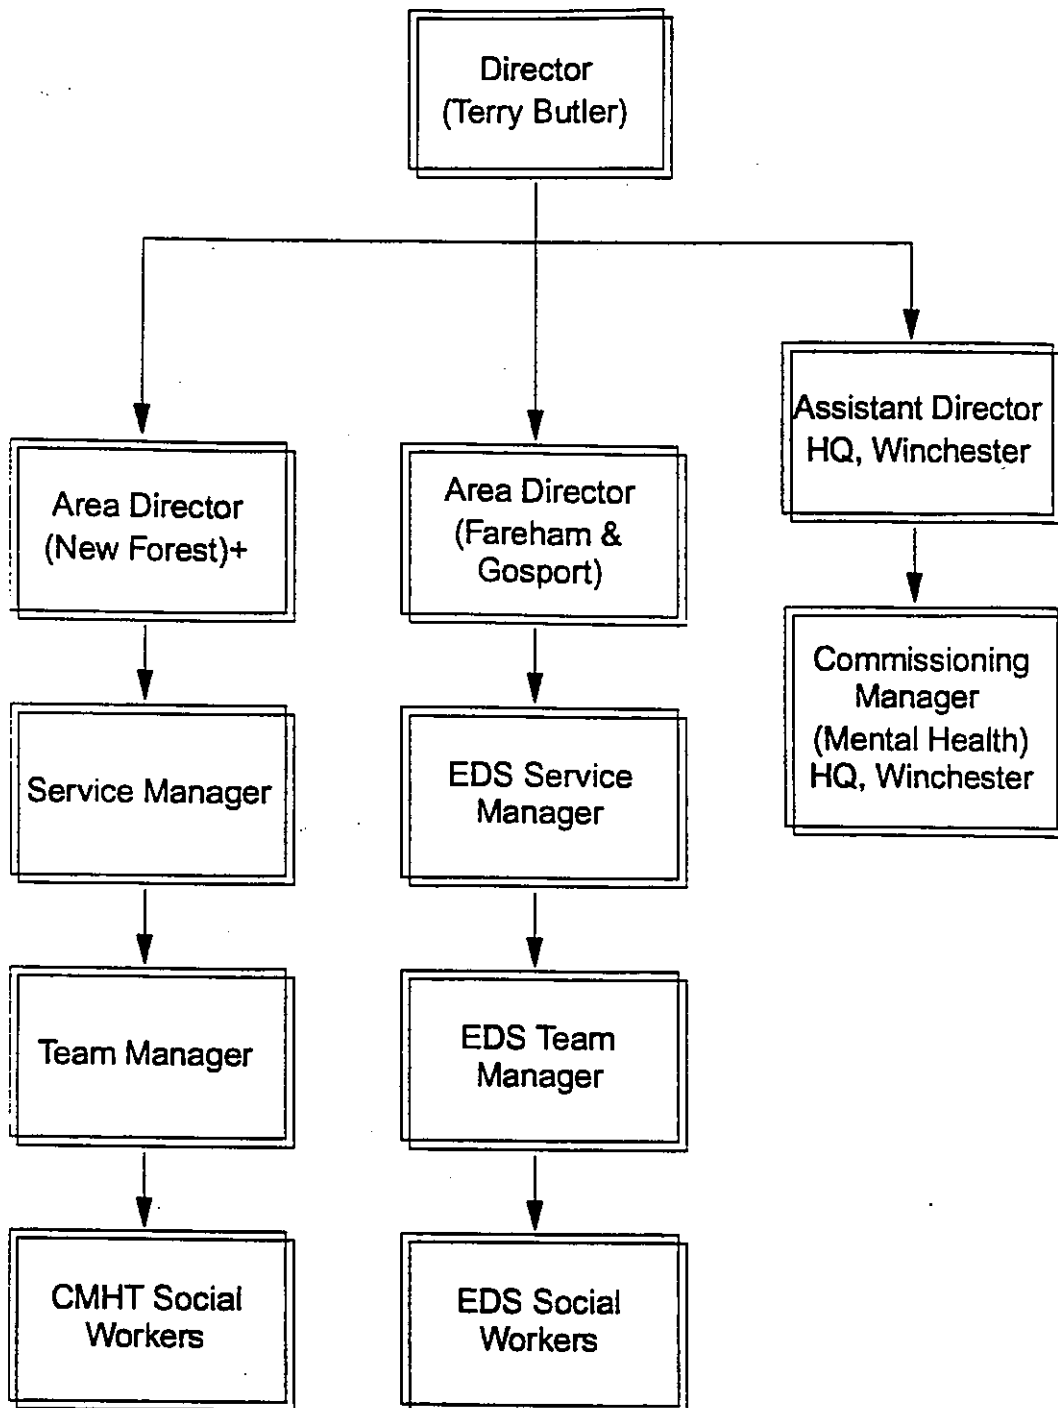 Director
(Terry Butler)
Assistant Director
HQ, Winchester
Area Director
(New Forest)+
Area Director
(Fareham &
Gosport)
Commissioning
Manager
(Mental Health)
HQ, Winchester
Service Manager
EDS Service
Manager
Team Manager
EDS Team
Manager
CMHT Social
Workers
EDS Social
Workers